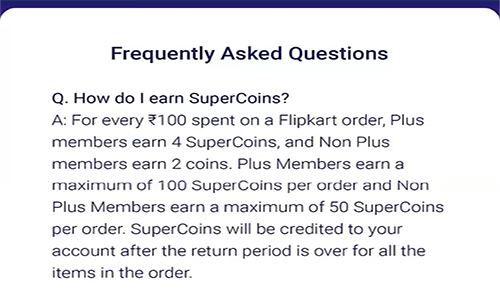 Frequently Asked Questions
Q. How do I earn SuperCoins?
A: For every ₹100 spent on a Flipkart order, Plus
members earn 4 SuperCoins, and Non Plus
members earn 2 coins. Plus Members earn a
maximum of 100 SuperCoins per order and Non
Plus Members earn a maximum of 50 SuperCoins
per order. SuperCoins will be credited to your
account after the return period is over for all the
items in the order.